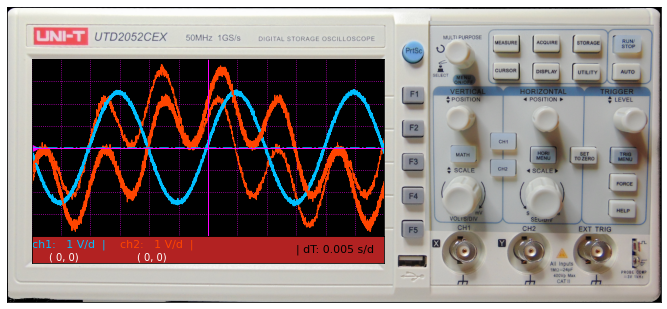 UNI-T UTD2052CEX 50MHz 1GS/s DIGITAL STORAGE OSCILLOSCOPE
ch1: 1 V/d | ch2: 1 V/d | | dT: 0.005 s/d
( 0, 0) ( 0, 0)
PrtSc
F1
F2
F3
F4
F5
MULTI PURPOSE
SELECT
MEASURE ACQUIRE STORAGE
CURSOR DISPLAY UTILITY
RUN/
STOP
AUTO
VERTICAL HORIZONTAL TRIGGER
POSITION POSITION LEVEL
CH1
MATH
CH2
HORI
MENU
SET
TO ZERO
TRIG
MENU
SCALE SCALE
FORCE
HELP
VOLTS/DIV
CH1 CH2 EXT TRIG
X Y
All Inputs
CAT II